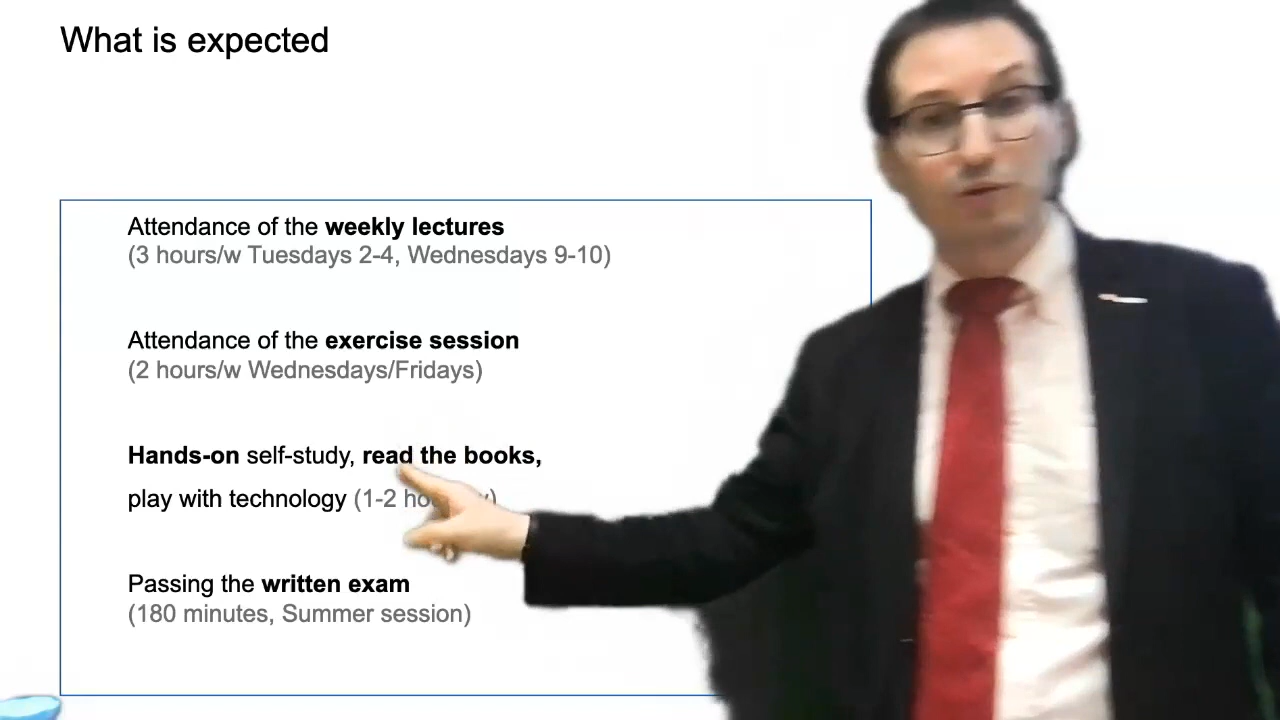 What is expected
Attendance of the weekly lectures
(3 hours/w Tuesdays 2-4, Wednesdays 9-10)
Attendance of the exercise session
(2 hours/w Wednesdays/Fridays)
Hands-on self-study, read the books,
play with technology (1-2
Passing the written exam
(180 minutes, Summer session)